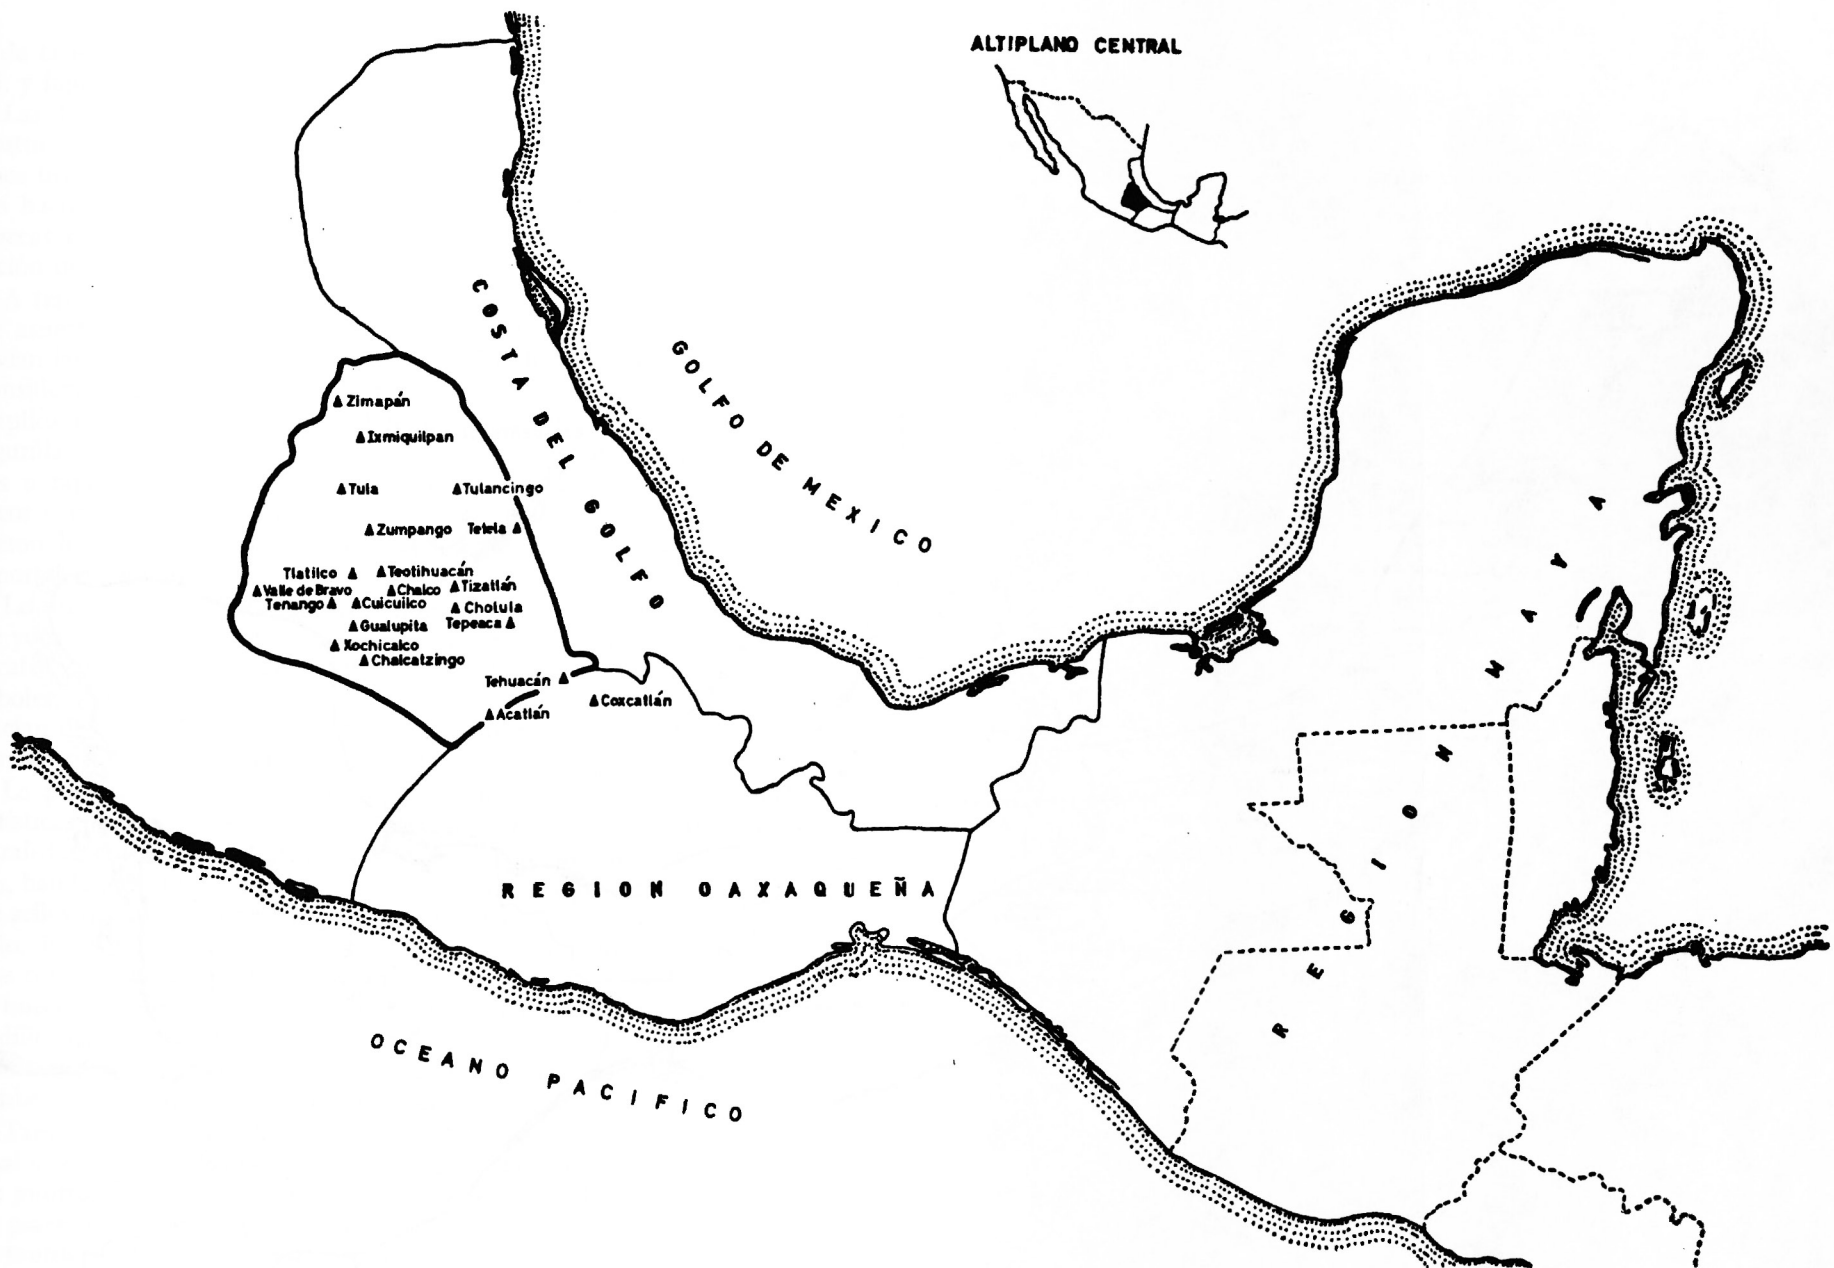 ALTIPLANO CENTRAL
COSTA DEL GOLFO
GOLFO DE MEXICO
Zimapán
Ixmiquilpan
Tula
Tulancingo
Zumpango
Tetela
Tlatilco
Teotihuacán
Valle de Bravo
Chalco
Tizatlán
Tenango
Cuicuilco
Cholula
Gualupita
Tepeaca
Xochicalco
Chalcatzingo
Tehuacán
Coxcatlán
Acatlán
REGION MAYA
REGION OAXAQUEÑA
OCEANO PACIFICO